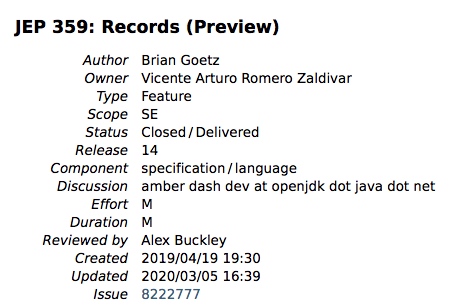 JEP 359: Records (Preview)
Author Brian Goetz
Owner Vicente Arturo Romero Zaldivar
Type Feature
Scope SE
Status Closed / Delivered
Release 14
Component specification / language
Discussion amber dash dev at openjdk dot java dot net
Effort M
Duration M
Reviewed by Alex Buckley
Created 2019/04/19 19:30
Updated 2020/03/05 16:39
Issue 8222777